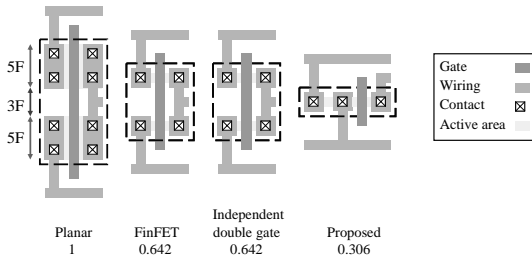 5F
3F
5F
Gate
Wiring
Contact
Active area
Planar
1
FinFET
0.642
Independent
double gate
0.642
Proposed
0.306